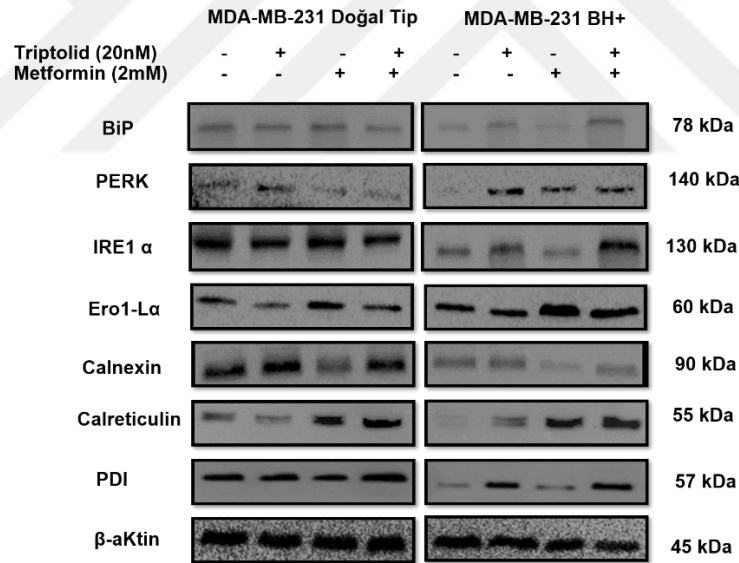 MDA-MB-231 Doğal Tip MDA-MB-231 BH+
Triptolid (20nM) - + - + - + - +
Metformin (2mM) - - + + - - + +
BiP 78 kDa
PERK 140 kDa
IRE1 α 130 kDa
Ero1-Lα 60 kDa
Calnexin 90 kDa
Calreticulin 55 kDa
PDI 57 kDa
β-aKtin 45 kDa